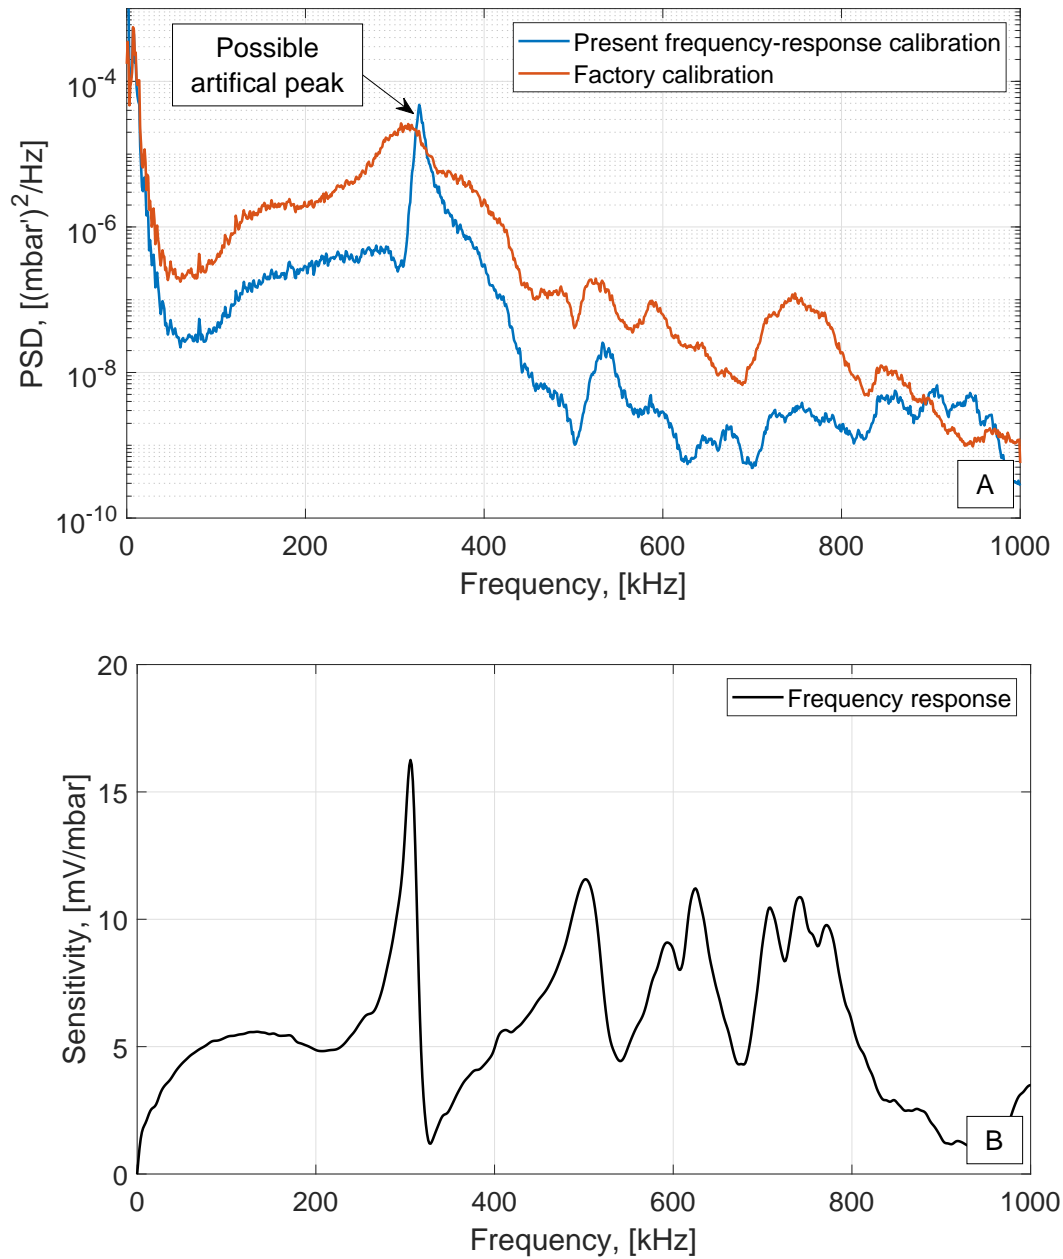 Possible
artifical peak
Present frequency-response calibration
Factory calibration
PSD, [(mbar')²/Hz]
10⁻⁴
10⁻⁶
10⁻⁸
10⁻¹⁰
A
0 200 400 600 800 1000
Frequency, [kHz]
Frequency response
Sensitivity, [mV/mbar]
20
15
10
5
0
B
0 200 400 600 800 1000
Frequency, [kHz]